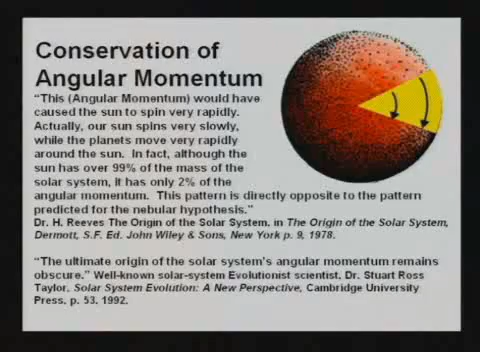 Conservation of
Angular Momentum
“This (Angular Momentum) would have
caused the sun to spin very rapidly.
Actually, our sun spins very slowly,
while the planets move very rapidly
around the sun.  In fact, although the
sun has over 99% of the mass of the
solar system, it has only 2% of the
angular momentum.  This pattern is directly opposite to the pattern
predicted for the nebular hypothesis.”
Dr. H. Reeves The Origin of the Solar System, in The Origin of the Solar System,
Dermott, S.F. Ed. John Wiley & Sons, New York p. 9, 1978.
“The ultimate origin of the solar system’s angular momentum remains
obscure.” Well-known solar-system Evolutionist scientist, Dr. Stuart Ross
Taylor, Solar System Evolution: A New Perspective, Cambridge University
Press, p. 53, 1992.